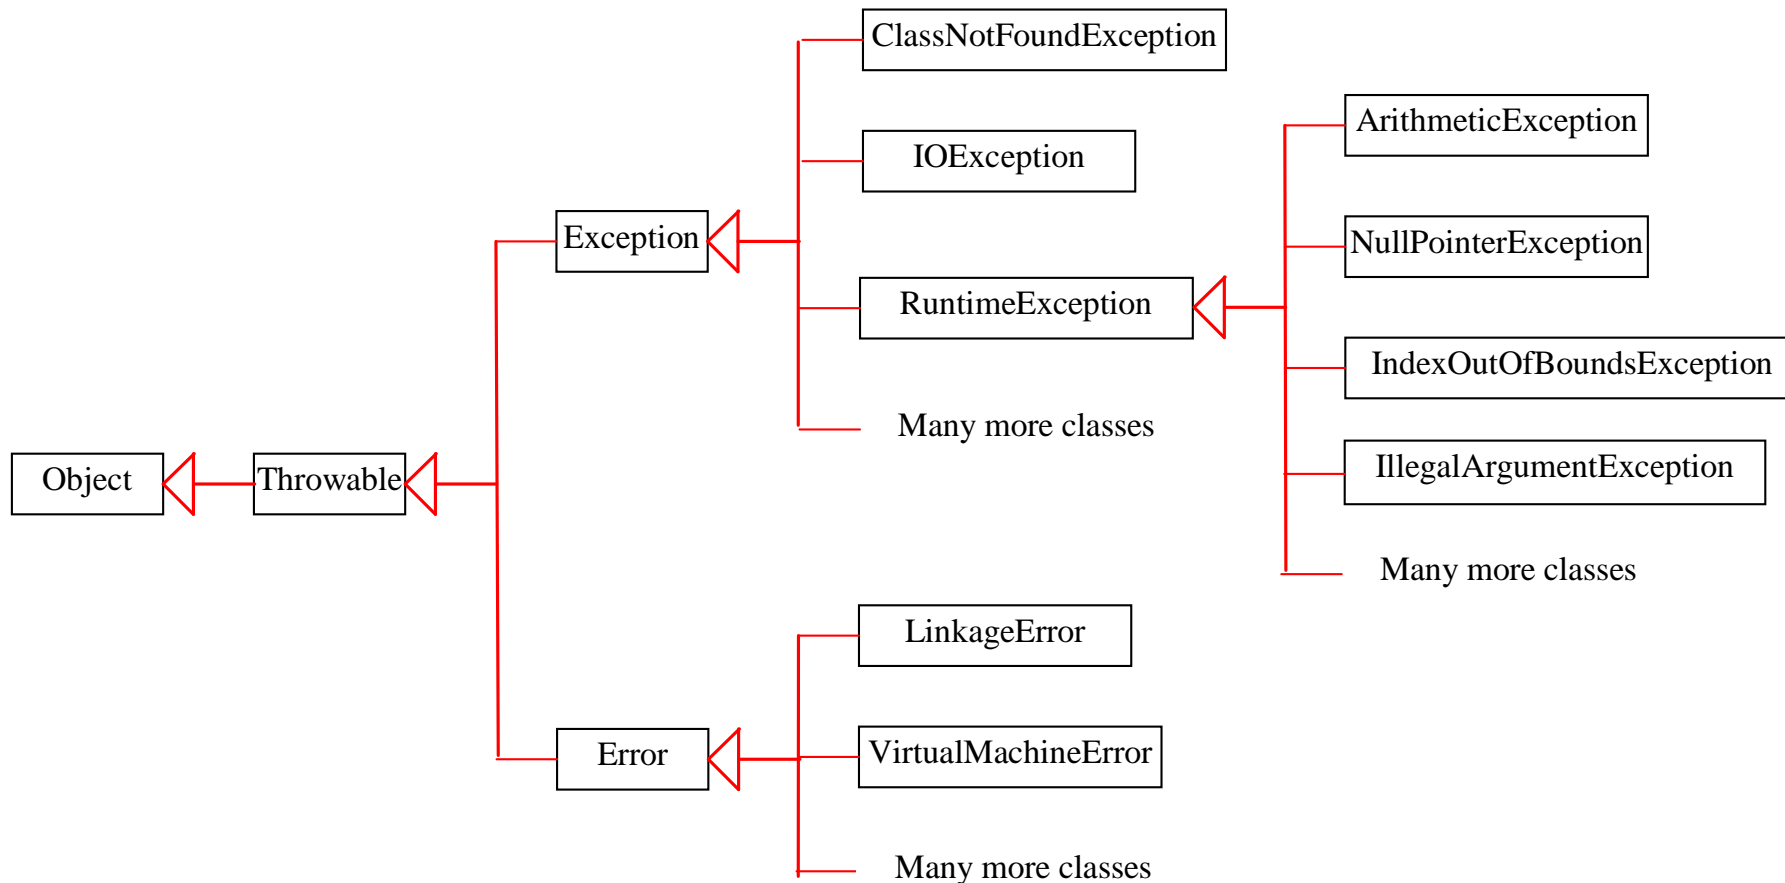 ClassNotFoundException
ArithmeticException
IOException
NullPointerException
Exception
RuntimeException
IndexOutOfBoundsException
Many more classes
Object
Throwable
IllegalArgumentException
Many more classes
LinkageError
Error
VirtualMachineError
Many more classes